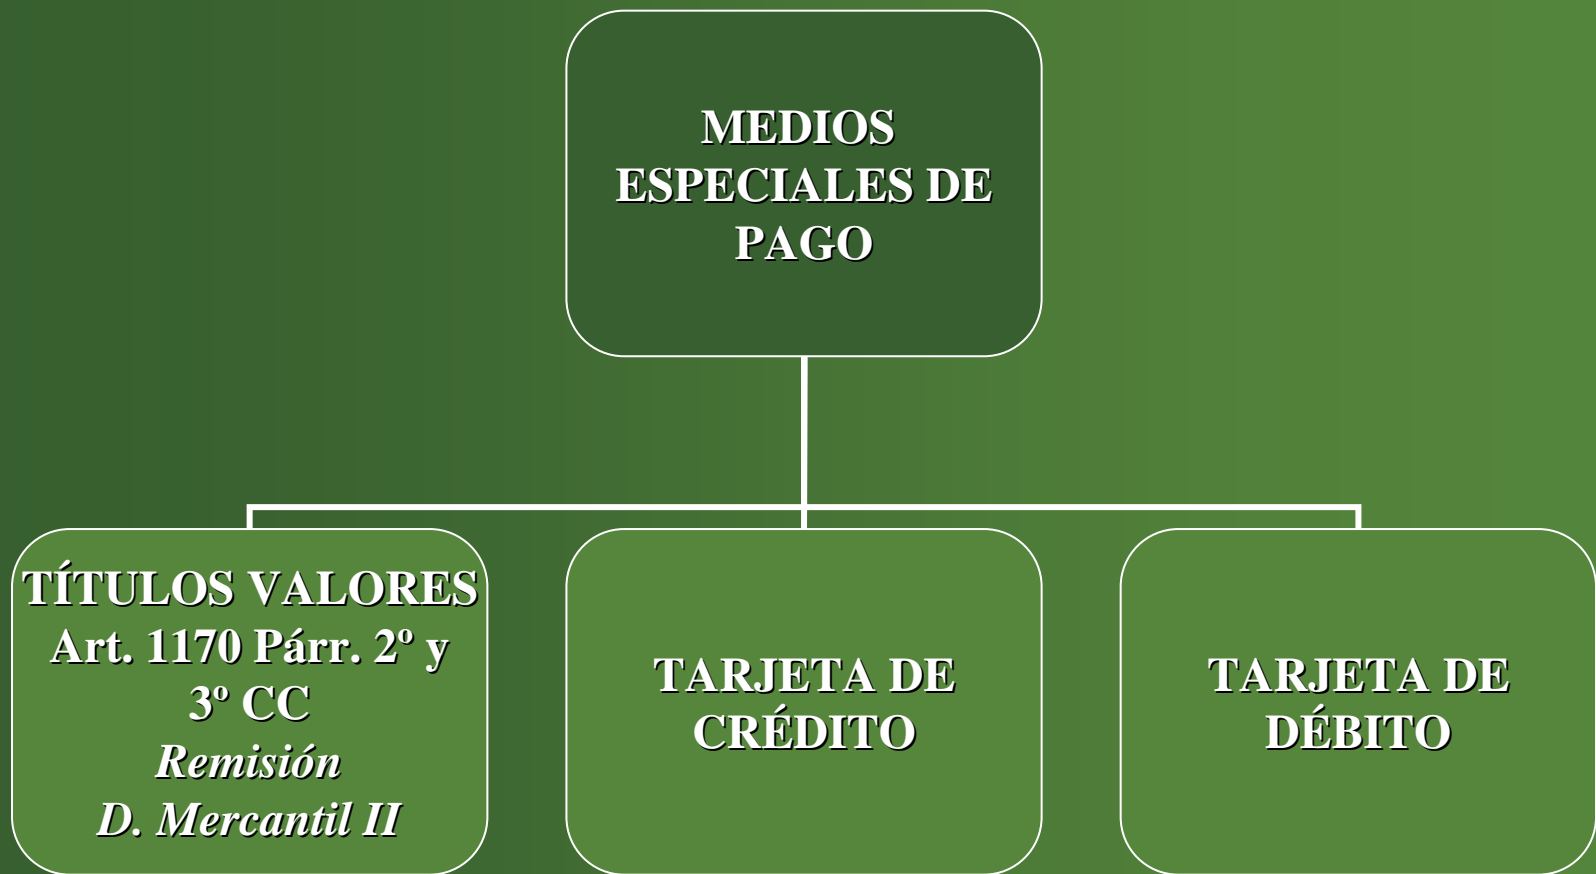 MEDIOS
ESPECIALES DE
PAGO
TÍTULOS VALORES
Art. 1170 Párr. 2º y
3º CC
Remisión
D. Mercantil II
TARJETA DE
CRÉDITO
TARJETA DE
DÉBITO